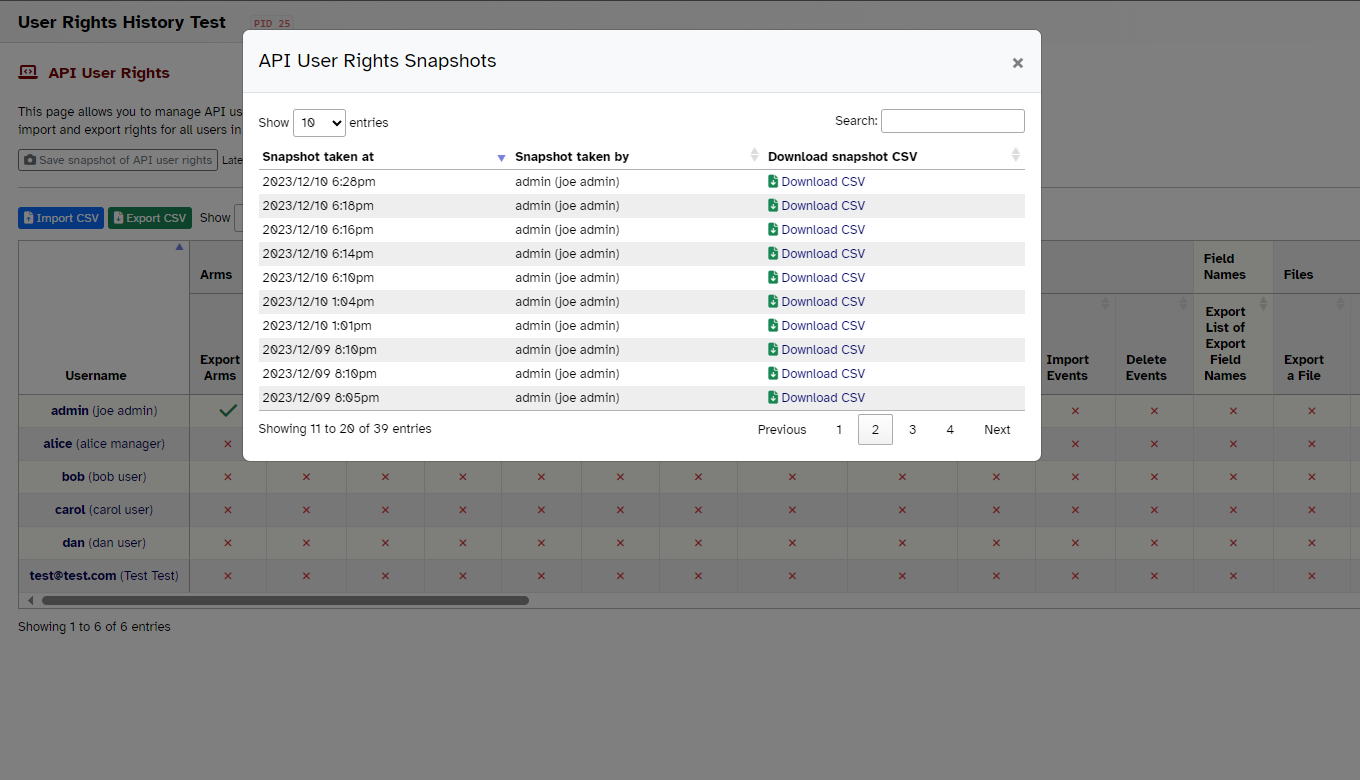 User Rights History Test PID 25
API User Rights
This page allows you to manage API us
import and export rights for all users in
Save snapshot of API user rights Late
Import CSV Export CSV Show
API User Rights Snapshots ×
Show 10 entries Search:
Snapshot taken at Snapshot taken by Download snapshot CSV
2023/12/10 6:28pm admin (joe admin) Download CSV
2023/12/10 6:18pm admin (joe admin) Download CSV
2023/12/10 6:16pm admin (joe admin) Download CSV
2023/12/10 6:14pm admin (joe admin) Download CSV
2023/12/10 6:10pm admin (joe admin) Download CSV
2023/12/10 1:04pm admin (joe admin) Download CSV
2023/12/10 1:01pm admin (joe admin) Download CSV
2023/12/09 8:10pm admin (joe admin) Download CSV
2023/12/09 8:10pm admin (joe admin) Download CSV
2023/12/09 8:05pm admin (joe admin) Download CSV
Showing 11 to 20 of 39 entries Previous 1 2 3 4 Next
Arms
Field
Names
Files
Username
Export
Arms
Import
Events
Delete
Events
Export
List of
Export
Field
Names
Export
a File
admin (joe admin)
alice (alice manager)
bob (bob user)
carol (carol user)
dan (dan user)
test@test.com (Test Test)
Showing 1 to 6 of 6 entries